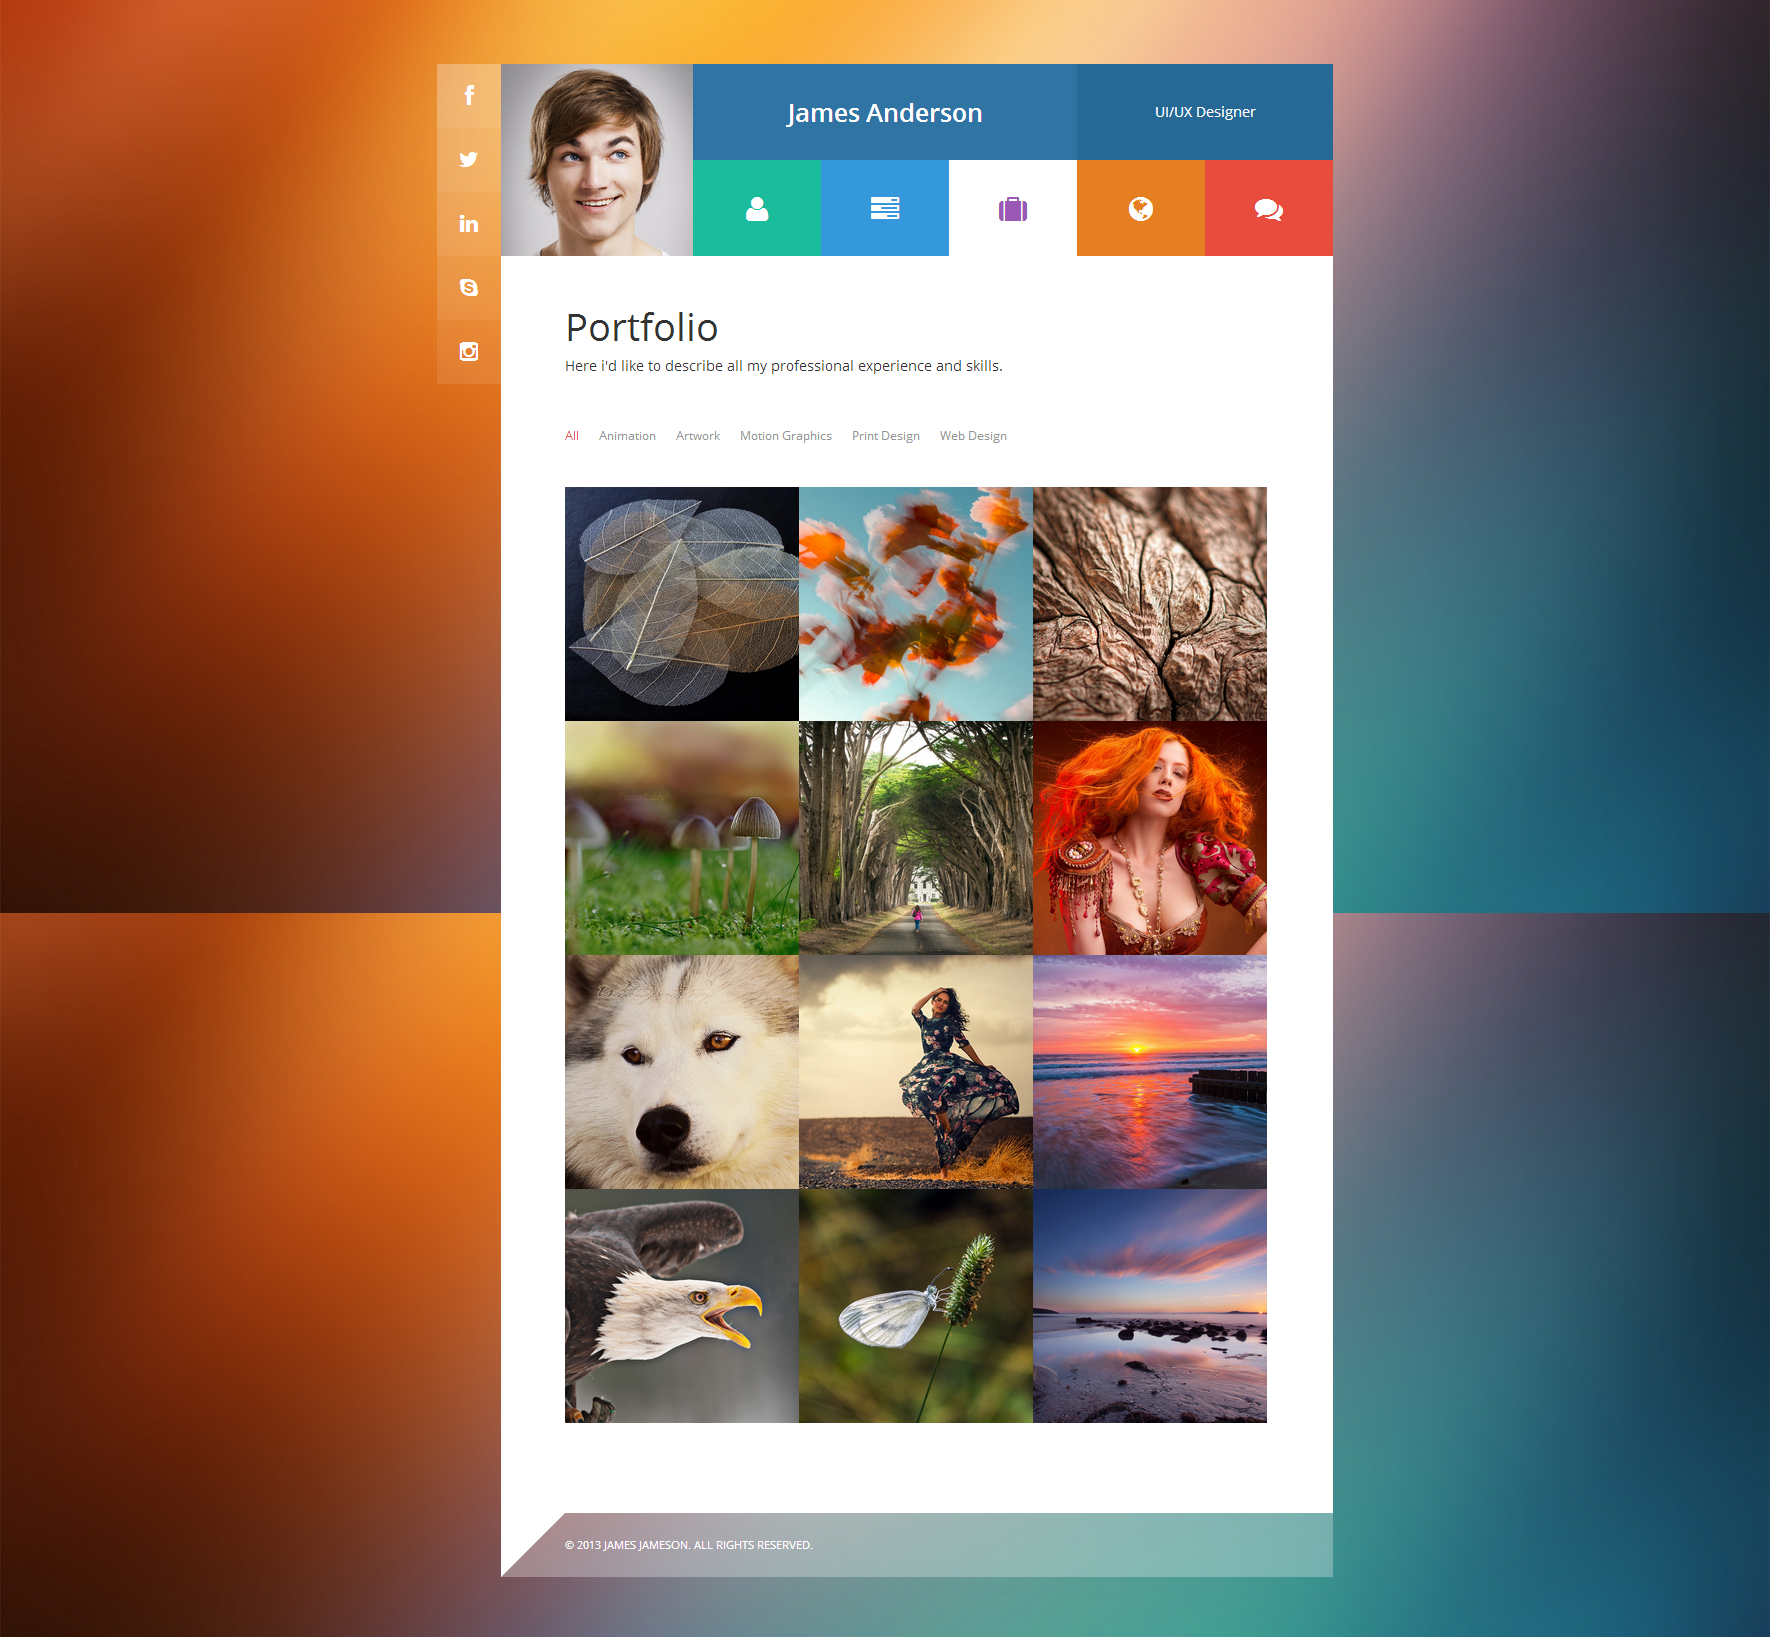 James Anderson
UI/UX Designer
Portfolio
Here i'd like to describe all my professional experience and skills.
All Animation Artwork Motion Graphics Print Design Web Design
© 2013 JAMES JAMESON. ALL RIGHTS RESERVED.